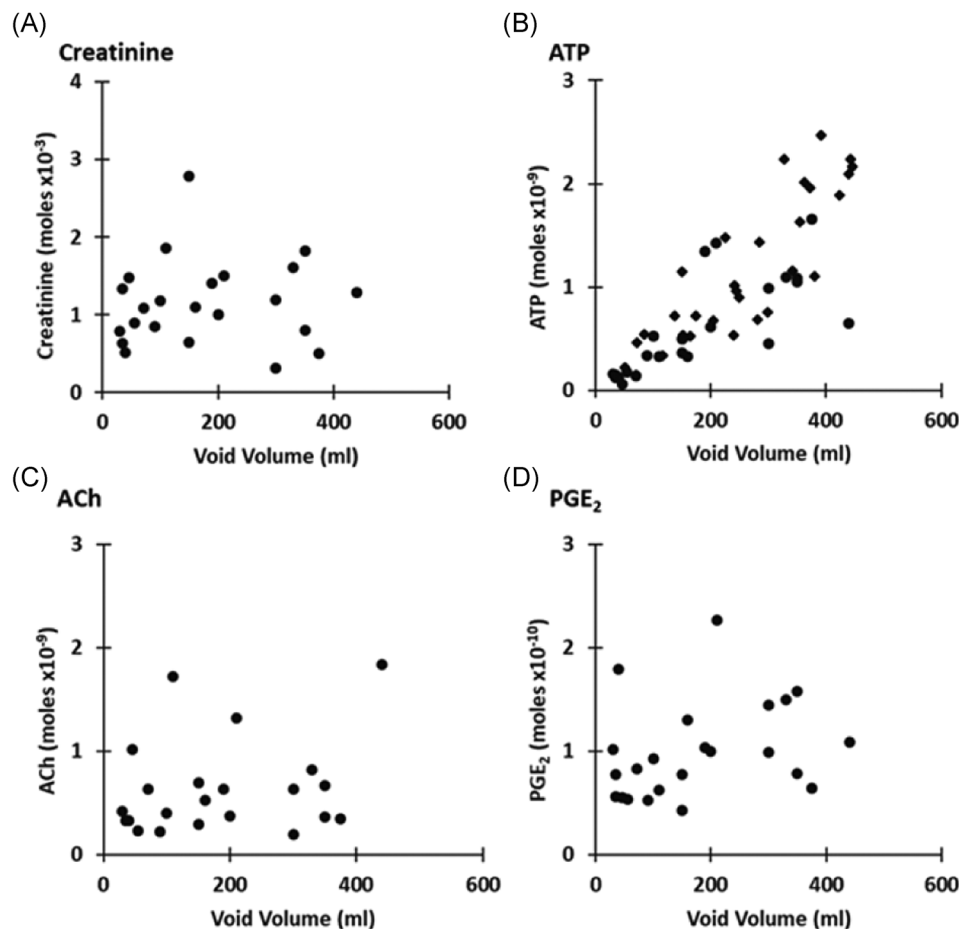 (A)
Creatinine
Creatinine (moles x10⁻³)
4
3
2
1
0
0 200 400 600
Void Volume (ml)
(B)
ATP
ATP (moles x10⁻⁹)
3
2
1
0
0 200 400 600
Void Volume (ml)
(C)
ACh
ACh (moles x10⁻⁹)
3
2
1
0
0 200 400 600
Void Volume (ml)
(D)
PGE₂
PGE₂ (moles x10⁻¹⁰)
3
2
1
0
0 200 400 600
Void Volume (ml)